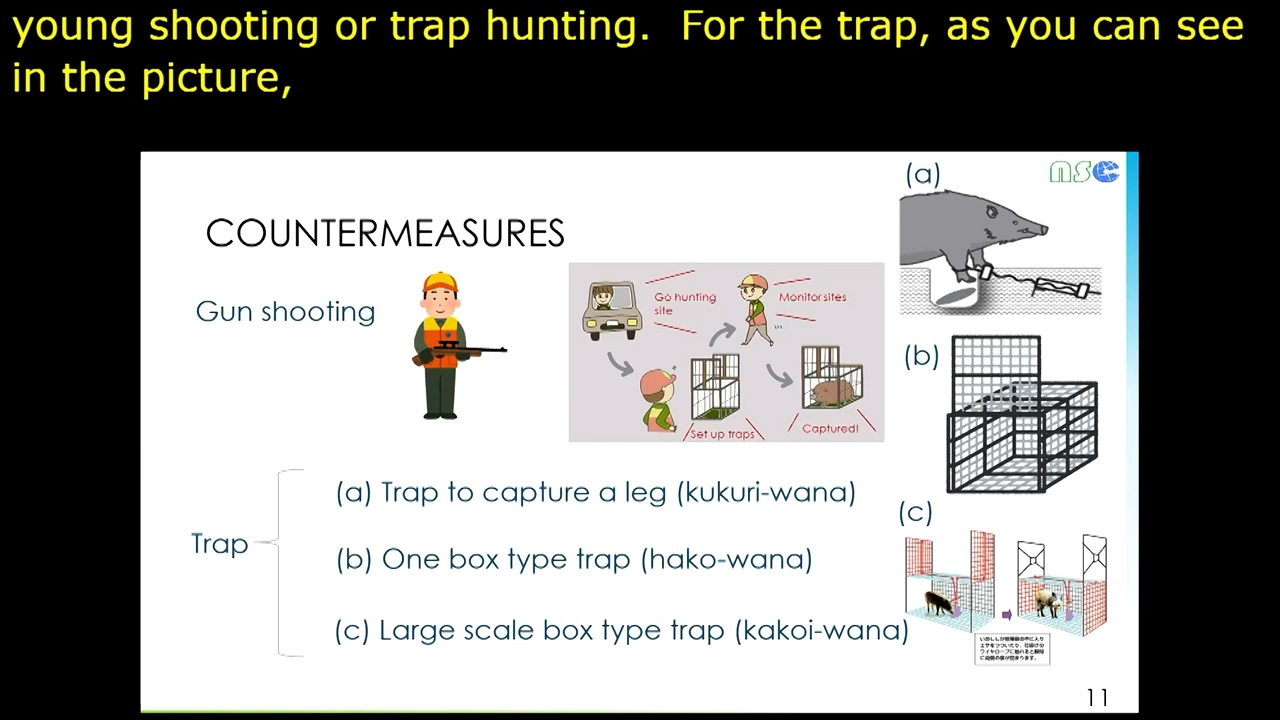 young shooting or trap hunting.  For the trap, as you can see
in the picture,
(a)
nsc
COUNTERMEASURES
Gun shooting
Go hunting
site
Monitor sites
Set up traps
Captured!
(b)
(a) Trap to capture a leg (kukuri-wana)
(c)
Trap
(b) One box type trap (hako-wana)
(c) Large scale box type trap (kakoi-wana)
11